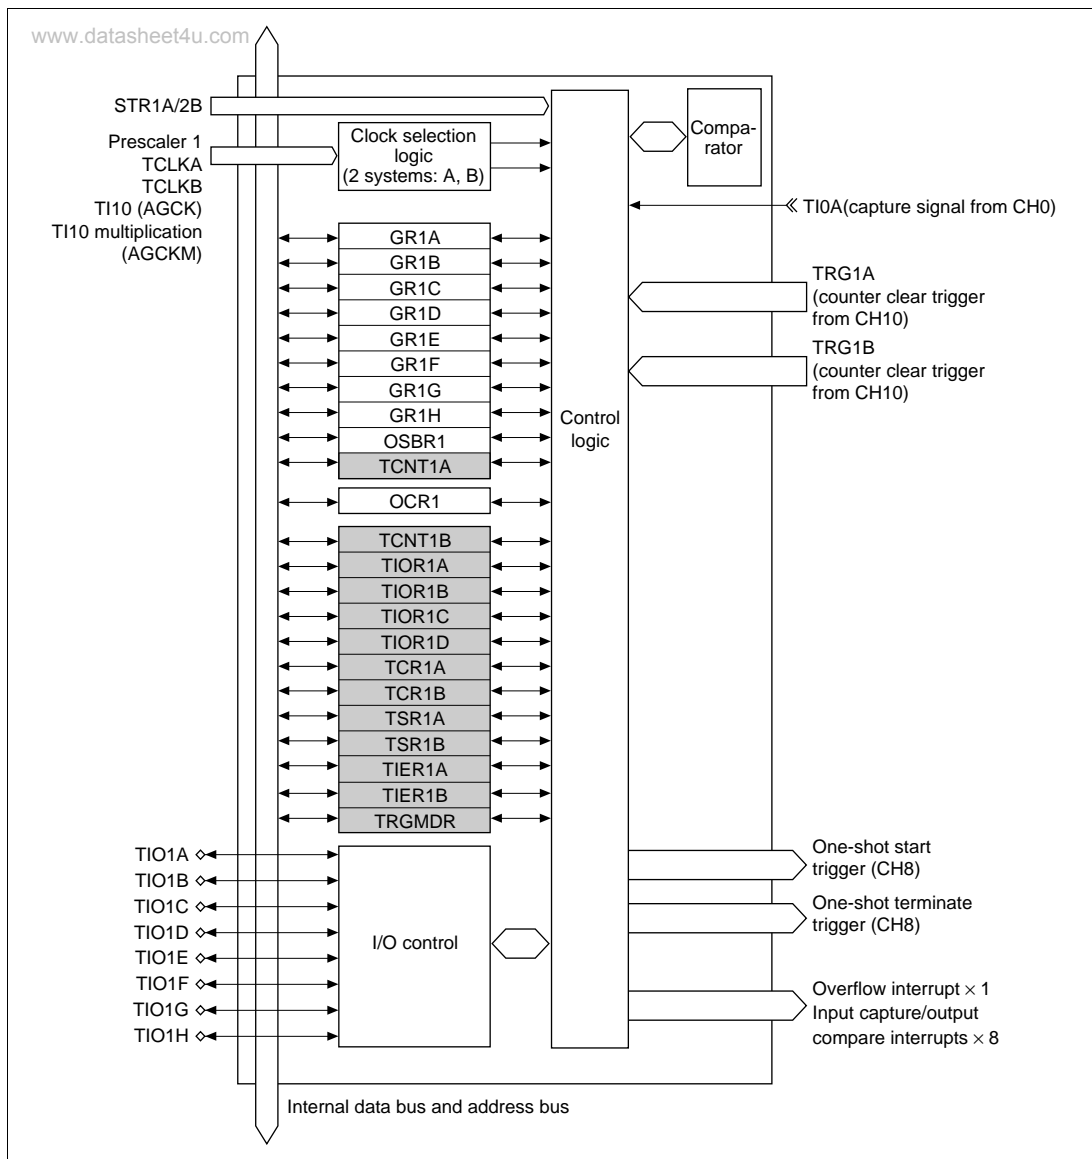 www.datasheet4u.com
STR1A/2B
Prescaler 1
TCLKA
TCLKB
TI10 (AGCK)
TI10 multiplication
(AGCKM)
Clock selection
logic
(2 systems: A, B)
Compa-
rator
TI0A(capture signal from CH0)
TRG1A
(counter clear trigger
from CH10)
TRG1B
(counter clear trigger
from CH10)
GR1A
GR1B
GR1C
GR1D
GR1E
GR1F
GR1G
GR1H
OSBR1
TCNT1A
OCR1
TCNT1B
TIOR1A
TIOR1B
TIOR1C
TIOR1D
TCR1A
TCR1B
TSR1A
TSR1B
TIER1A
TIER1B
TRGMDR
Control
logic
TIO1A
TIO1B
TIO1C
TIO1D
TIO1E
TIO1F
TIO1G
TIO1H
I/O control
One-shot start
trigger (CH8)
One-shot terminate
trigger (CH8)
Overflow interrupt × 1
Input capture/output
compare interrupts × 8
Internal data bus and address bus